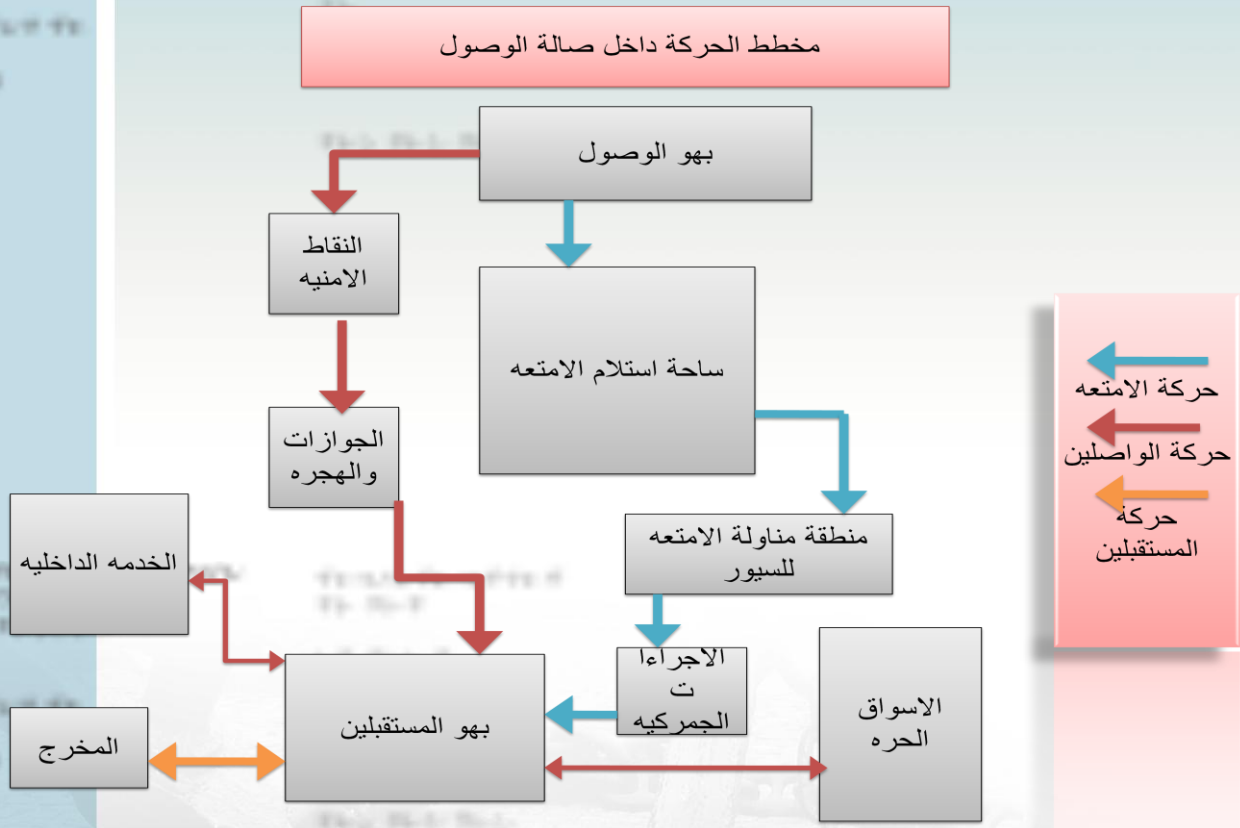 مخطط الحركة داخل صالة الوصول
بهو الوصول
النقاط
الامنيه
ساحة استلام الامتعه
الجوازات
والهجره
منطقة مناولة الامتعه
للسيور
الخدمه الداخليه
الاجراءا
ت
الجمركيه
بهو المستقبلين
الاسواق
الحره
المخرج
حركة الامتعه
حركة الواصلين
حركة
المستقبلين